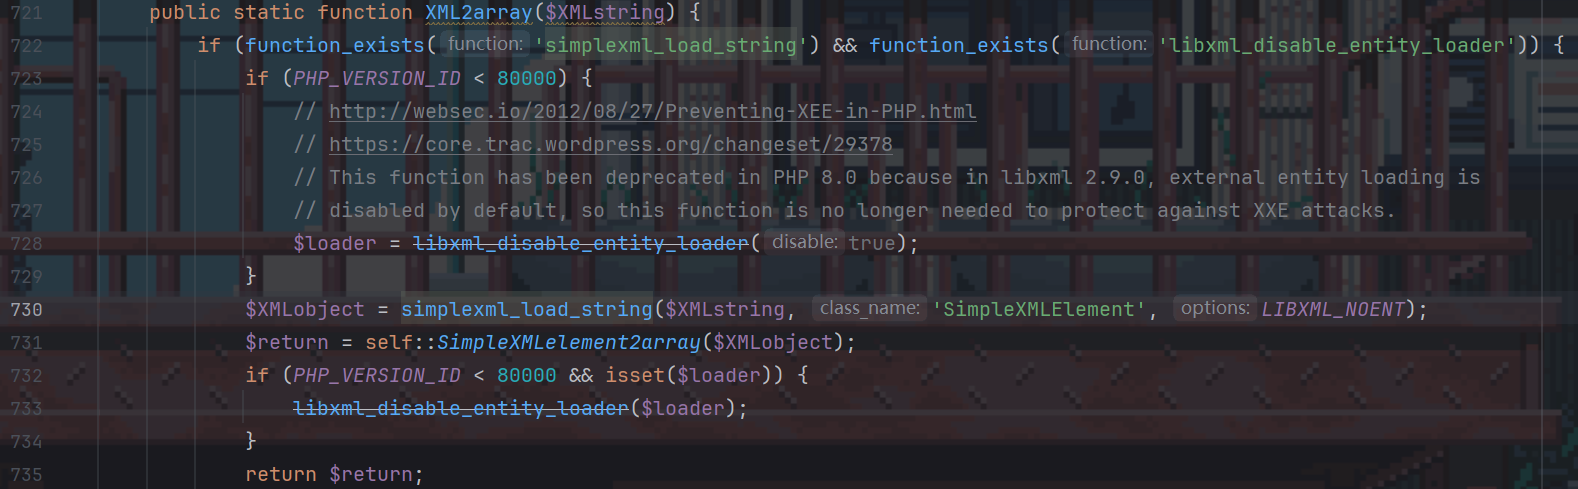 721 public static function XML2array($XMLstring) {
722 if (function_exists( function: 'simplexml_load_string') && function_exists( function: 'libxml_disable_entity_loader')) {
723 if (PHP_VERSION_ID < 80000) {
724 // http://websec.io/2012/08/27/Preventing-XEE-in-PHP.html
725 // https://core.trac.wordpress.org/changeset/29378
726 // This function has been deprecated in PHP 8.0 because in libxml 2.9.0, external entity loading is
727 // disabled by default, so this function is no longer needed to protect against XXE attacks.
728 $loader = libxml_disable_entity_loader( disable: true);
729 }
730 $XMLobject = simplexml_load_string($XMLstring, class_name: 'SimpleXMLElement', options: LIBXML_NOENT);
731 $return = self::SimpleXMLelement2array($XMLobject);
732 if (PHP_VERSION_ID < 80000 && isset($loader)) {
733 libxml_disable_entity_loader($loader);
734 }
735 return $return;